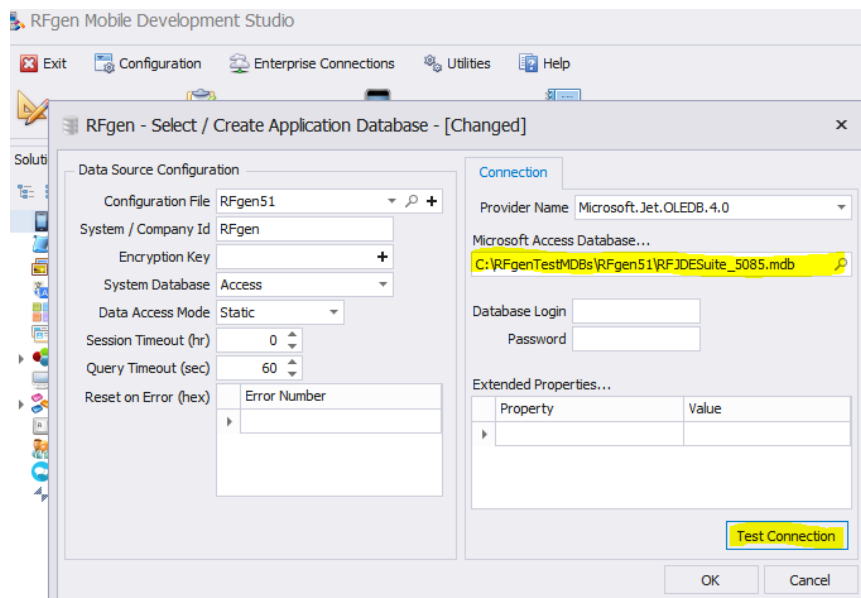 RFgen Mobile Development Studio
Exit Configuration Enterprise Connections Utilities Help
RFgen - Select / Create Application Database - [Changed]
Data Source Configuration
Configuration File RFgen51
System / Company Id RFgen
Encryption Key
System Database Access
Data Access Mode Static
Session Timeout (hr) 0
Query Timeout (sec) 60
Reset on Error (hex) Error Number
Connection
Provider Name Microsoft.Jet.OLEDB.4.0
Microsoft Access Database...
C:\RFgenTestMDBs\RFgen51\RFJDESuite_5085.mdb
Database Login
Password
Extended Properties...
Property Value
Test Connection
OK Cancel
Soluti